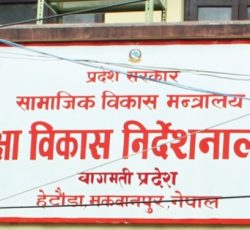 प्रदेश सरकार
सामाजिक विकास मन्त्रालय
क्षा विकास निर्देशनाल
बागमती प्रदेश
हेटौंडा, मकवानपुर, नेपाल